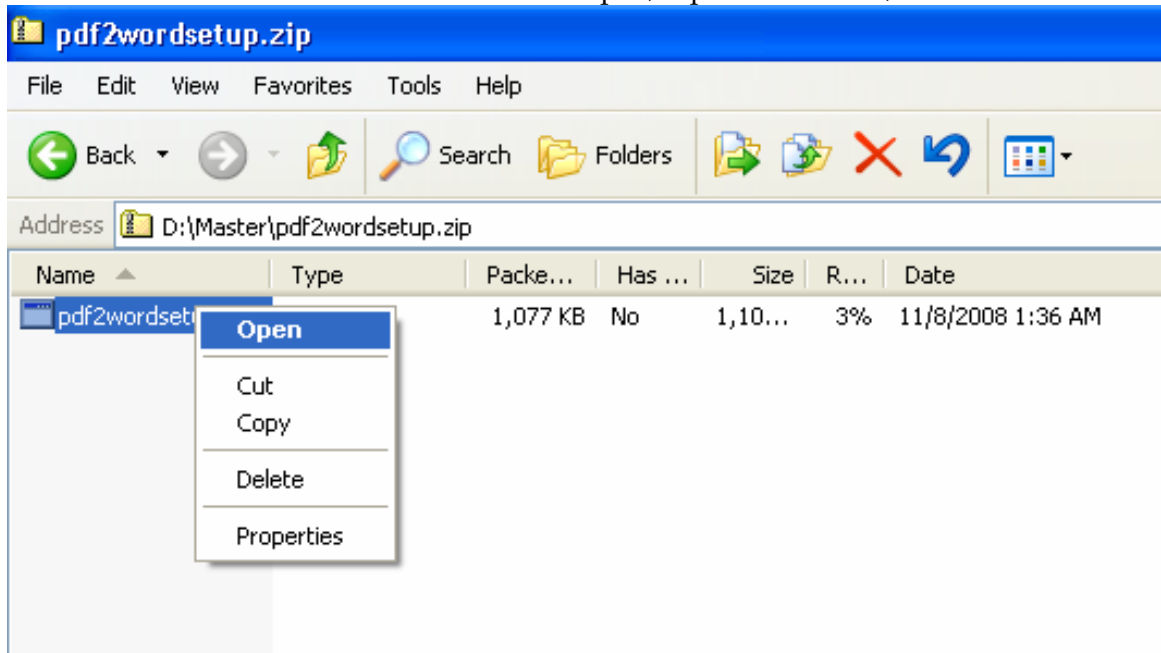 pdf2wordsetup.zip
File Edit View Favorites Tools Help
Back Search Folders
Address D:\Master\pdf2wordsetup.zip
Name Type Packe... Has ... Size R... Date
pdf2wordsetu 1,077 KB No 1,10... 3% 11/8/2008 1:36 AM
Open
Cut
Copy
Delete
Properties